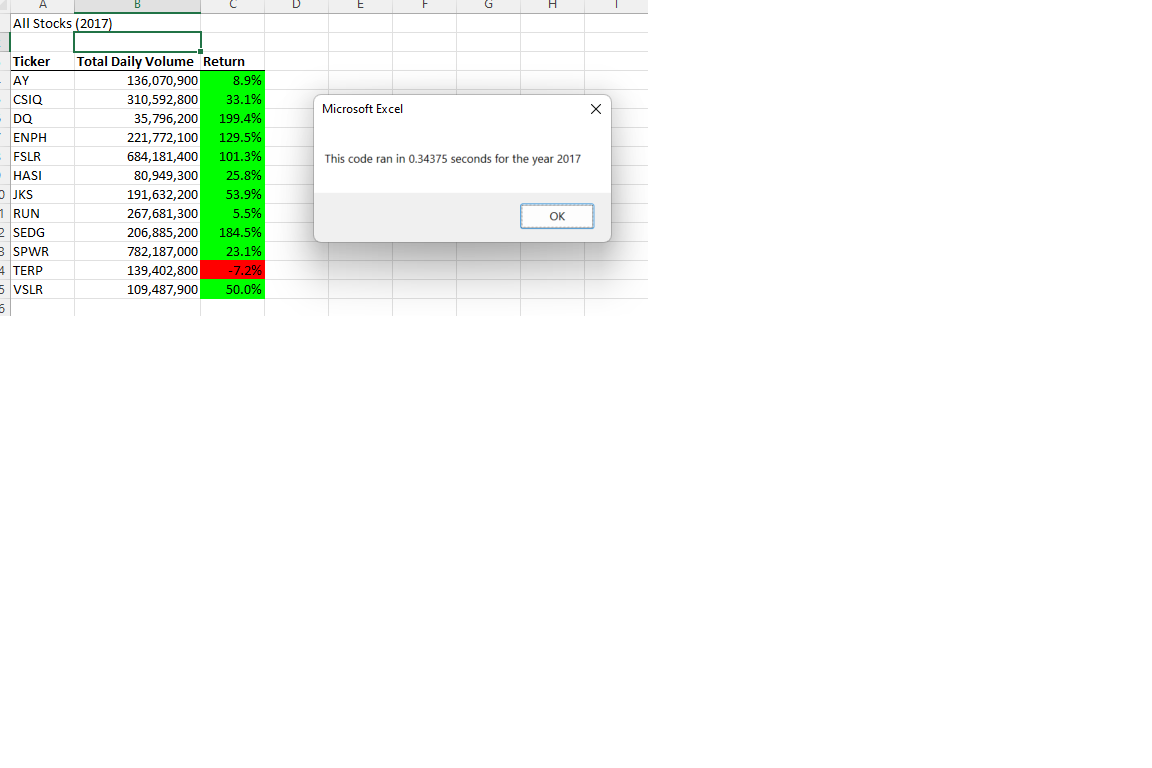 A B C D E F G H I
All Stocks (2017)
Ticker Total Daily Volume Return
AY 136,070,900 8.9%
CSIQ 310,592,800 33.1%
DQ 35,796,200 199.4%
ENPH 221,772,100 129.5%
FSLR 684,181,400 101.3%
HASI 80,949,300 25.8%
JKS 191,632,200 53.9%
RUN 267,681,300 5.5%
SEDG 206,885,200 184.5%
SPWR 782,187,000 23.1%
TERP 139,402,800 -7.2%
VSLR 109,487,900 50.0%
Microsoft Excel
This code ran in 0.34375 seconds for the year 2017
OK